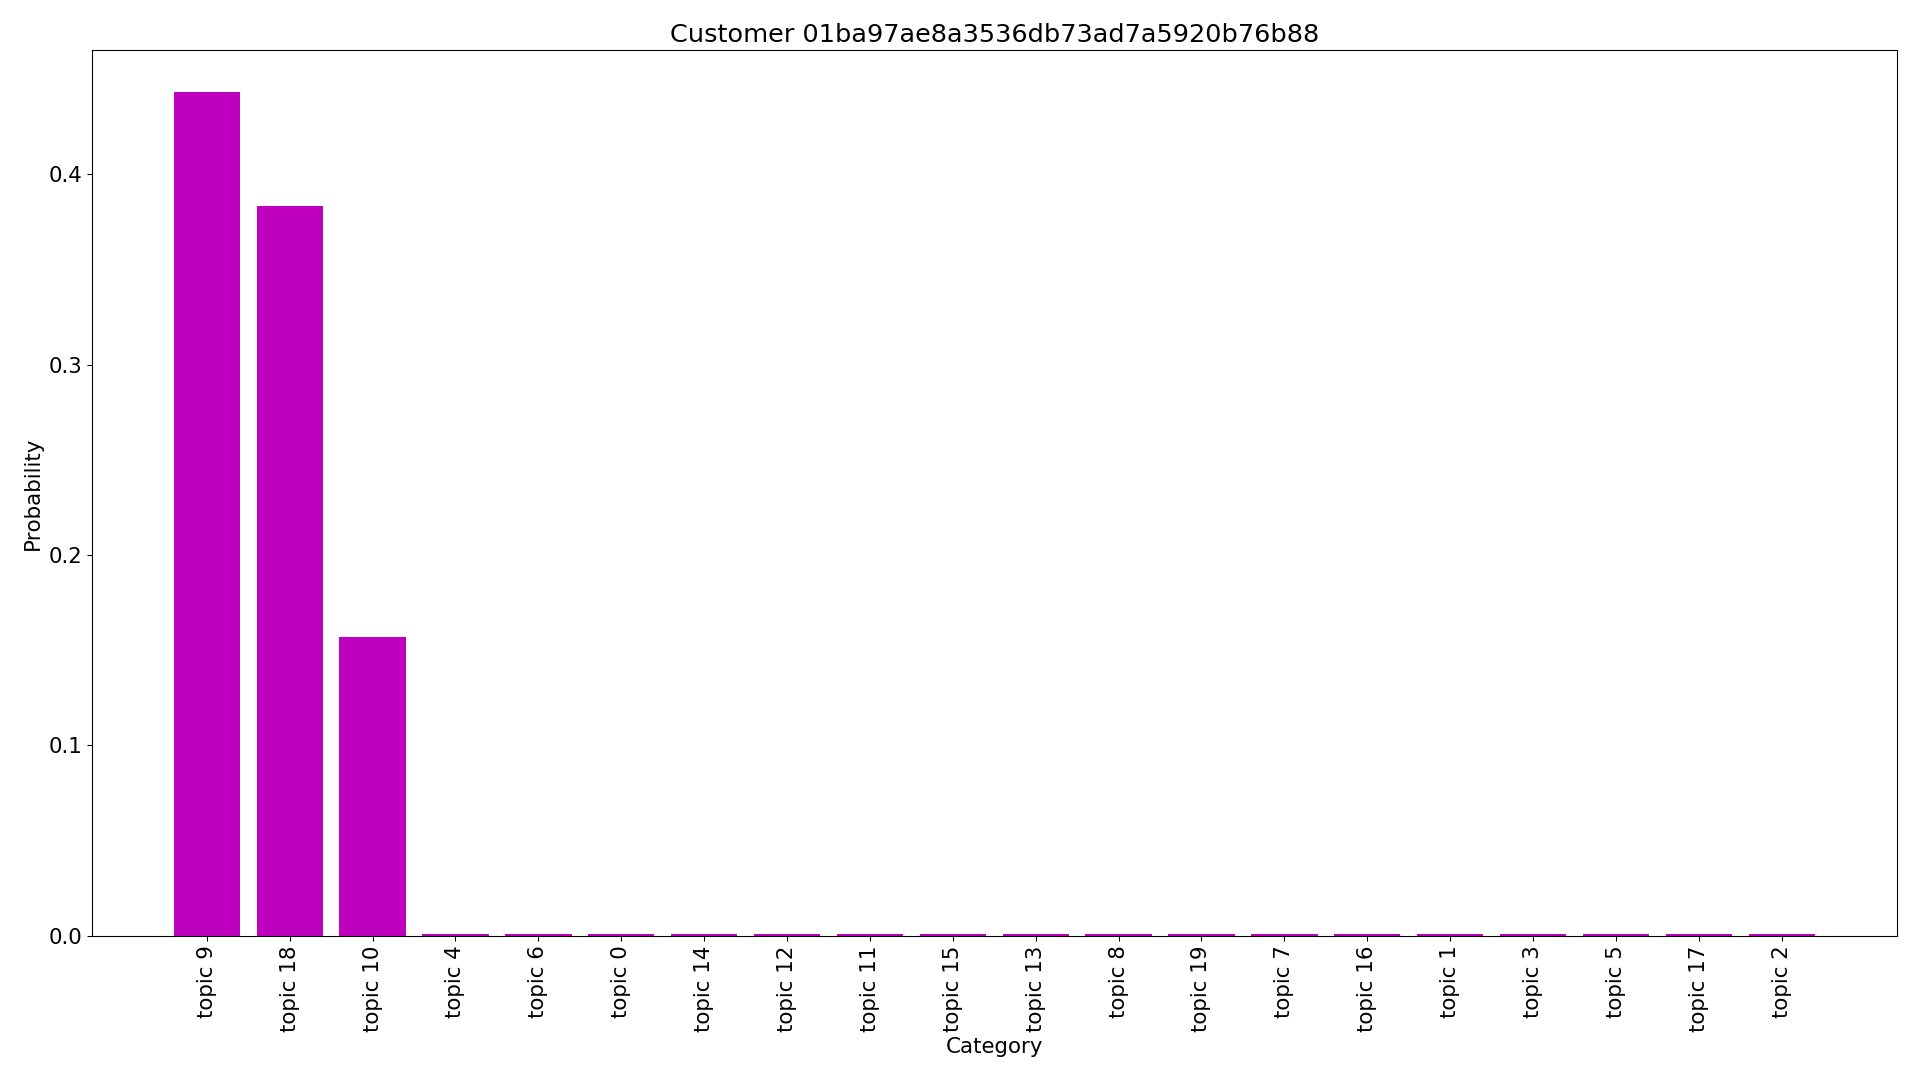 Customer 01ba97ae8a3536db73ad7a5920b76b88
Probability
0.4
0.3
0.2
0.1
0.0
topic 9
topic 18
topic 10
topic 4
topic 6
topic 0
topic 14
topic 12
topic 11
topic 15
topic 13
topic 8
topic 19
topic 7
topic 16
topic 1
topic 3
topic 5
topic 17
topic 2
Category